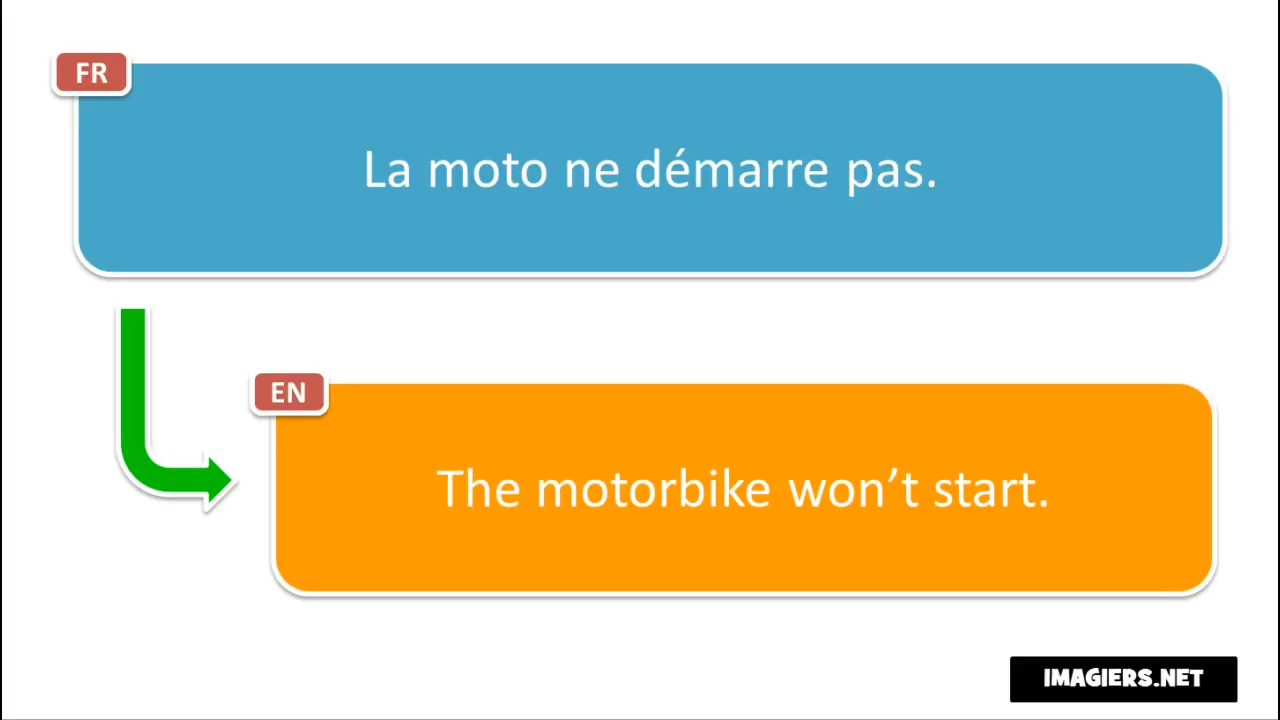 FR
La moto ne démarre pas.
EN
The motorbike won’t start.
IMAGIERS.NET